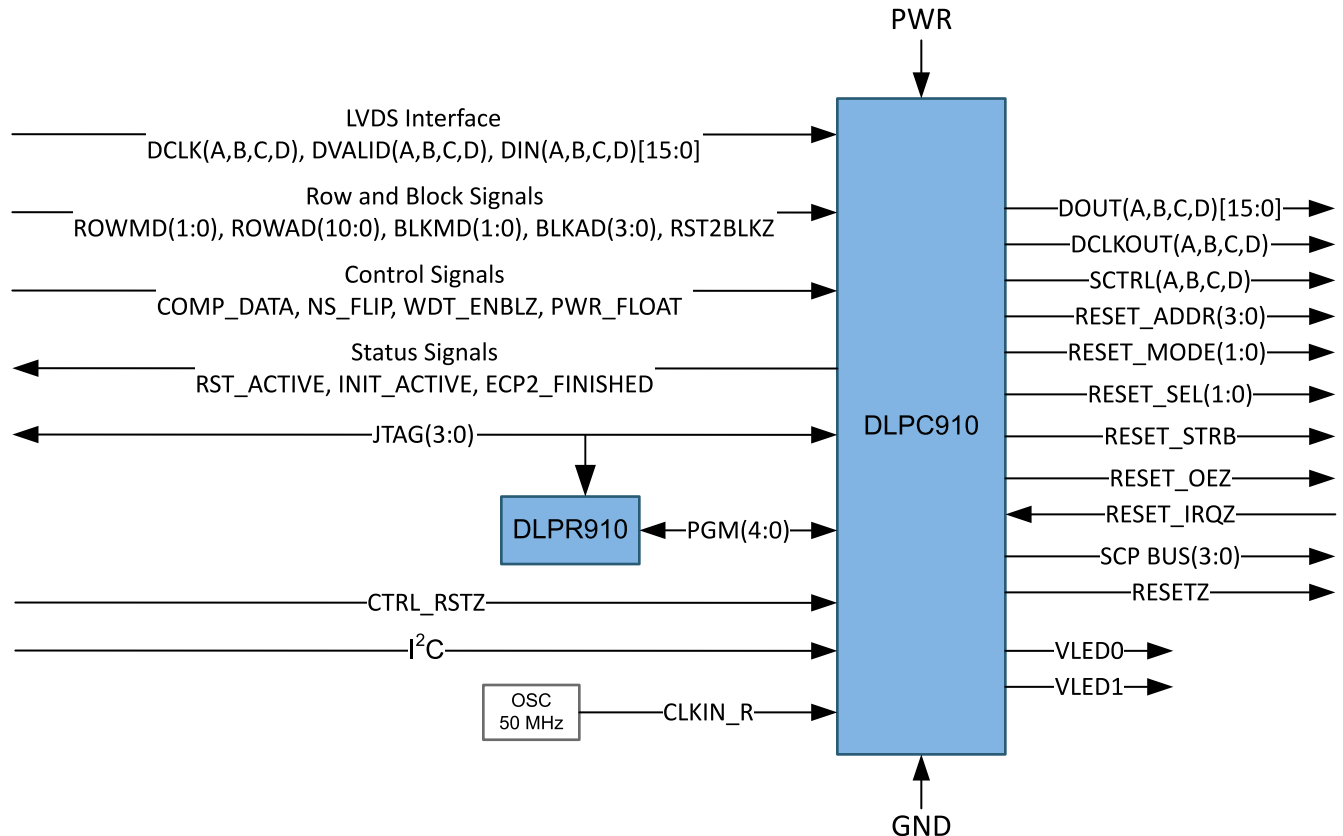 PWR
LVDS Interface
DCLK(A,B,C,D), DVALID(A,B,C,D), DIN(A,B,C,D)[15:0]
Row and Block Signals
ROWMD(1:0), ROWAD(10:0), BLKMD(1:0), BLKAD(3:0), RST2BLKZ
Control Signals
COMP_DATA, NS_FLIP, WDT_ENBLZ, PWR_FLOAT
Status Signals
RST_ACTIVE, INIT_ACTIVE, ECP2_FINISHED
JTAG(3:0)
DLPR910
PGM(4:0)
CTRL_RSTZ
I²C
OSC
50 MHz
CLKIN_R
DLPC910
DOUT(A,B,C,D)[15:0]
DCLKOUT(A,B,C,D)
SCTRL(A,B,C,D)
RESET_ADDR(3:0)
RESET_MODE(1:0)
RESET_SEL(1:0)
RESET_STRB
RESET_OEZ
RESET_IRQZ
SCP BUS(3:0)
RESETZ
VLED0
VLED1
GND